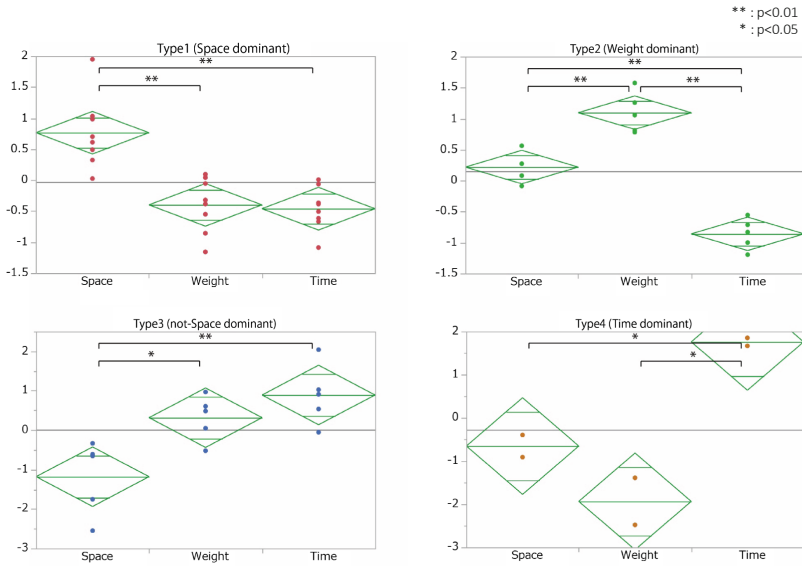 ** : p<0.01
* : p<0.05
Type1 (Space dominant)
2
1.5
1
0.5
0
-0.5
-1
-1.5
**
**
Space
Weight
Time
Type2 (Weight dominant)
2
1.5
1
0.5
0
-0.5
-1
-1.5
**
**
**
Space
Weight
Time
Type3 (not-Space dominant)
2
1
0
-1
-2
-3
**
*
Space
Weight
Time
Type4 (Time dominant)
2
1
0
-1
-2
-3
*
*
Space
Weight
Time